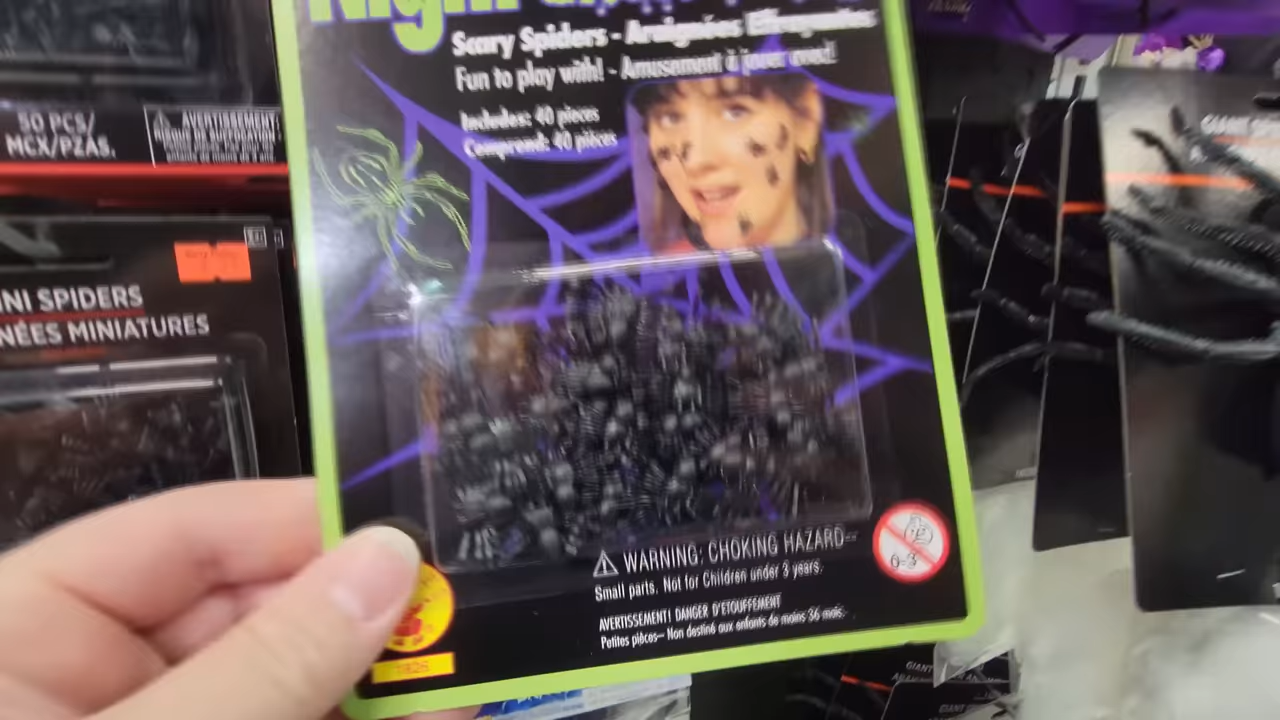 Scary Spiders - Araignées Effrayantes
Fun to play with! - Amusement à jouer avec!
Includes: 40 pieces
Comprend: 40 pièces
50 PCS/
MCX/PZAS.
AVERTISSEMENT:
NI SPIDERS
NÉES MINIATURES
WARNING: CHOKING HAZARD--
Small parts. Not for Children under 3 years.
AVERTISSEMENT! DANGER D'ÉTOUFFEMENT
Petites pièces— Non destiné aux enfants de moins 36 mois.
0-3
GIANT